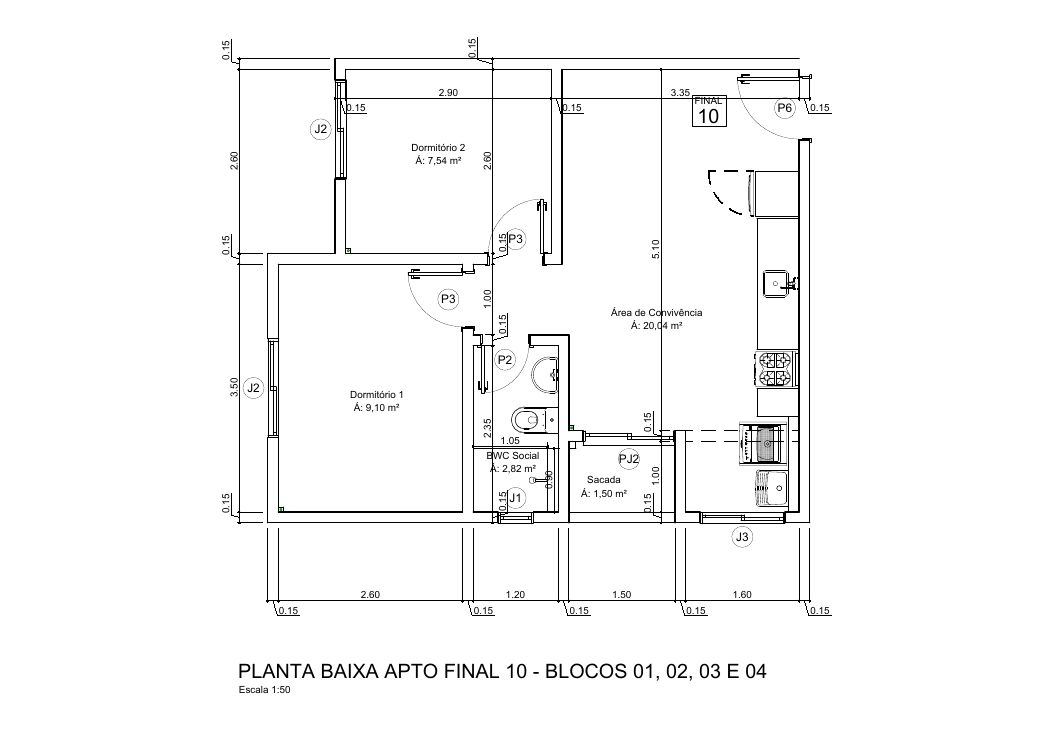 0.15
0.15
2.90
0.15
0.15
3.35
FINAL
10
P6
0.15
J2
Dormitório 2
Á: 7,54 m²
2.60
2.60
0.15
0.15
P3
5.10
P3
1.00
Área de Convivência
Á: 20,04 m²
0.15
P2
J2
3.50
Dormitório 1
Á: 9,10 m²
2.35
1.05
0.15
BWC Social
Á: 2,82 m²
0.90
PJ2
Sacada
Á: 1,50 m²
1.00
0.15
0.15
J1
0.15
J3
2.60
1.20
1.50
1.60
0.15
0.15
0.15
0.15
0.15
PLANTA BAIXA APTO FINAL 10 - BLOCOS 01, 02, 03 E 04
Escala 1:50